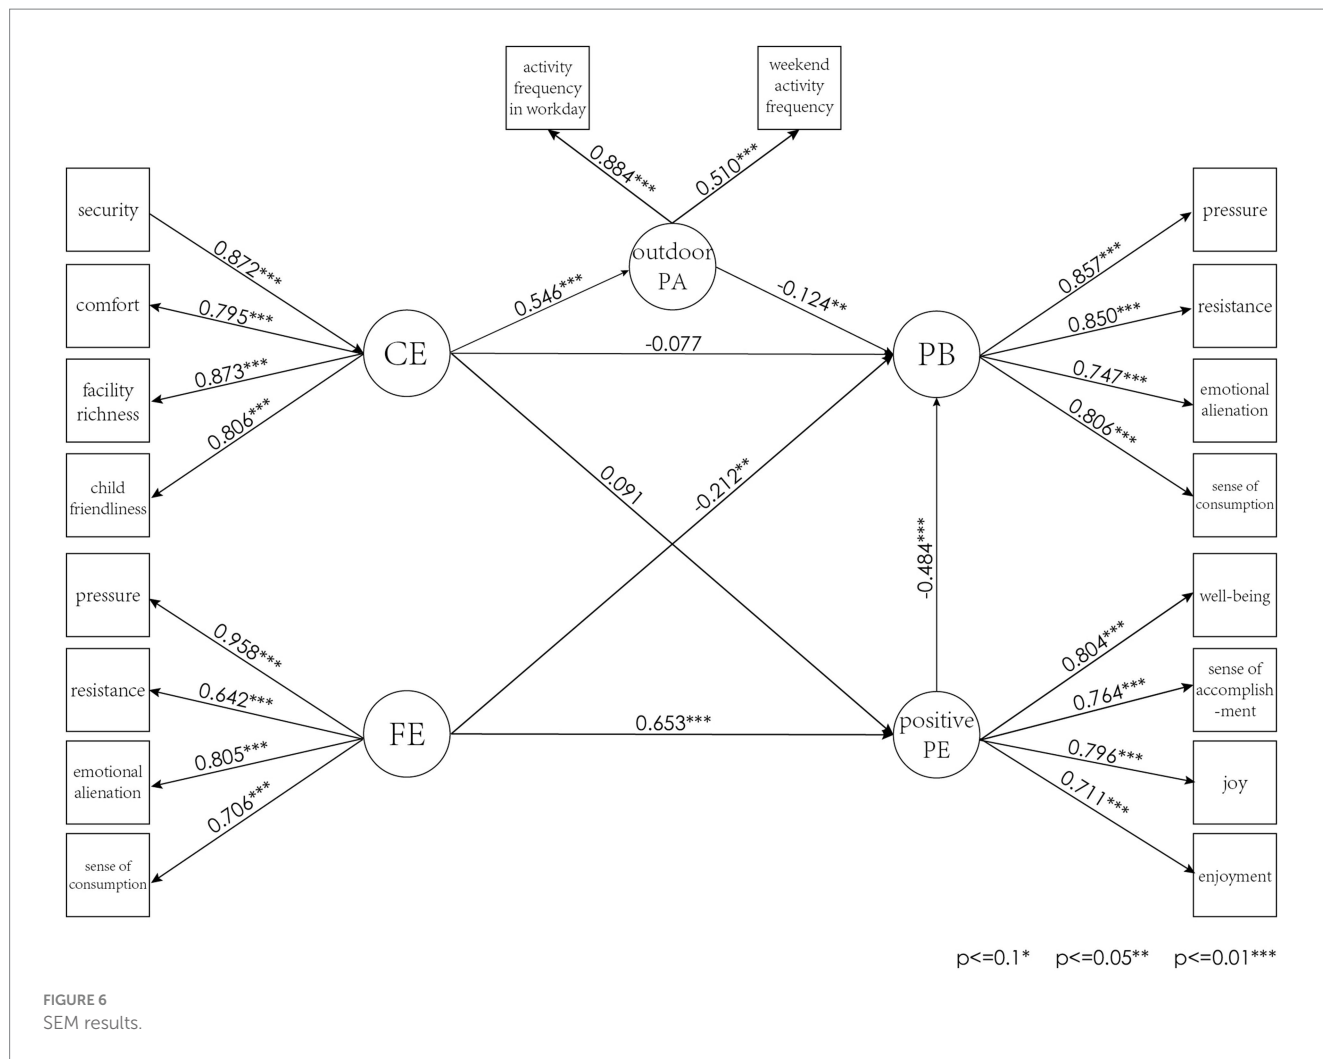 activity
frequency
in workday
weekend
activity
frequency
0.884***
0.510***
security
comfort
facility
richness
child
friendliness
0.872***
0.795***
0.873***
0.806***
CE
0.546***
outdoor
PA
-0.124**
-0.077
PB
0.857***
0.850***
0.747***
0.806***
pressure
resistance
emotional
alienation
sense of
consumption
0.091
-0.212**
-0.484***
pressure
resistance
emotional
alienation
sense of
consumption
0.958***
0.642***
0.805***
0.706***
FE
0.653***
positive
PE
0.804***
0.764***
0.796***
0.711***
well-being
sense of
accomplish
-ment
joy
enjoyment
p<=0.1* p<=0.05** p<=0.01***
FIGURE 6
SEM results.